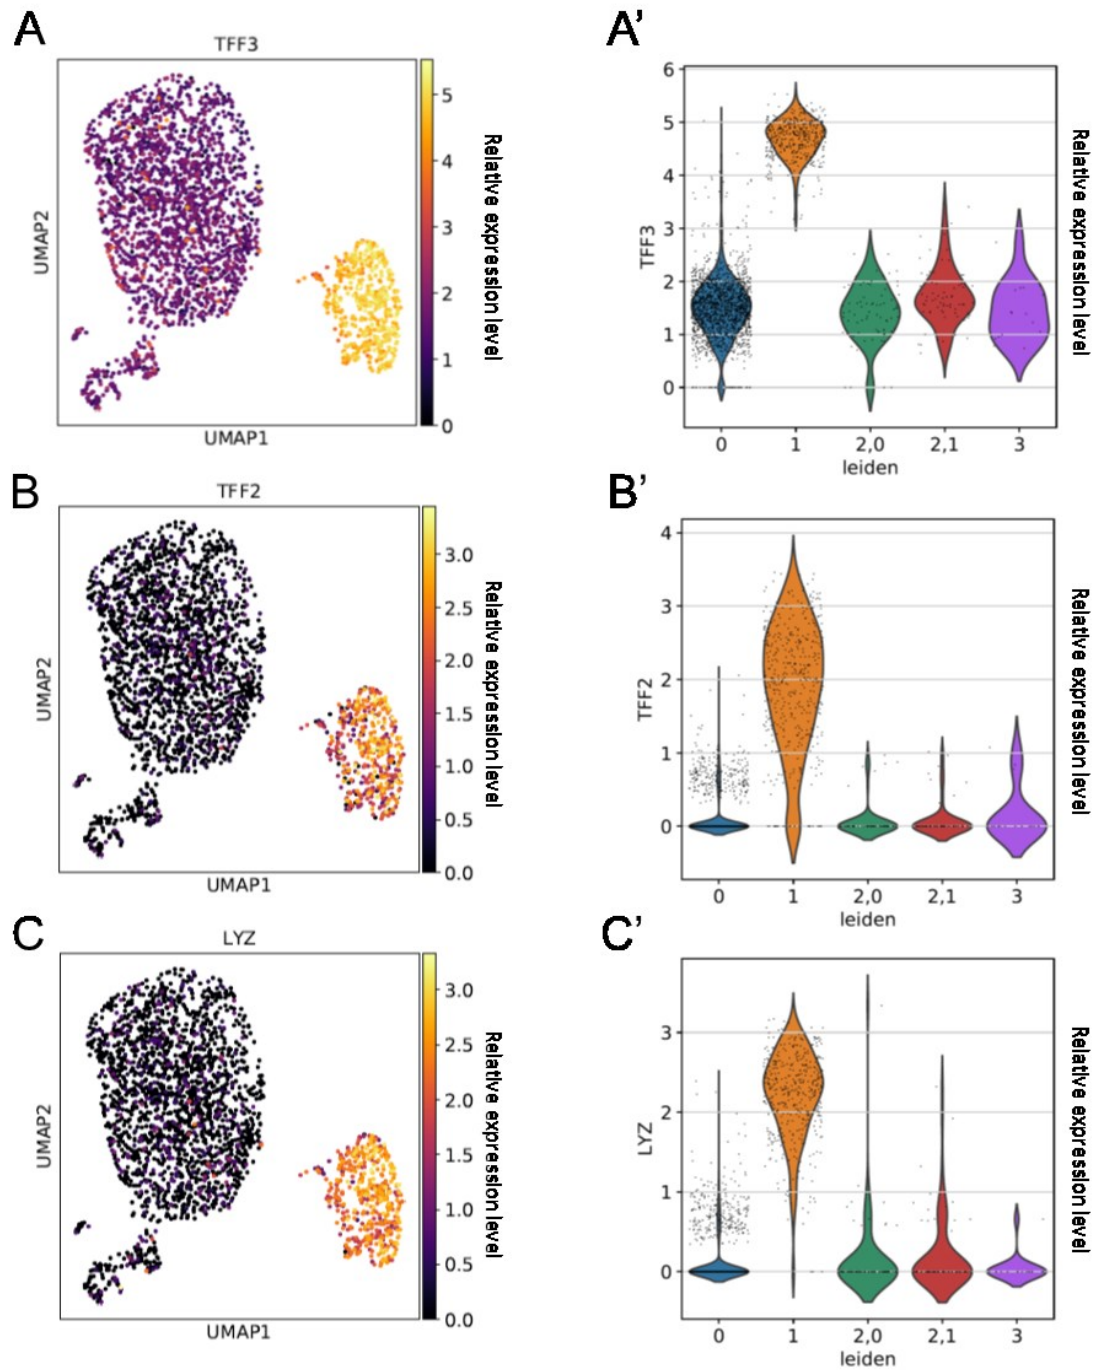 A
TFF3
UMAP2
UMAP1
5
4
3
2
1
0
Relative expression level
A'
TFF3
6
5
4
3
2
1
0
0 1 2,0 2,1 3
leiden
Relative expression level
B
TFF2
UMAP2
UMAP1
3.0
2.5
2.0
1.5
1.0
0.5
0.0
Relative expression level
B'
TFF2
4
3
2
1
0
0 1 2,0 2,1 3
leiden
Relative expression level
C
LYZ
UMAP2
UMAP1
3.0
2.5
2.0
1.5
1.0
0.5
0.0
Relative expression level
C'
LYZ
3
2
1
0
0 1 2,0 2,1 3
leiden
Relative expression level